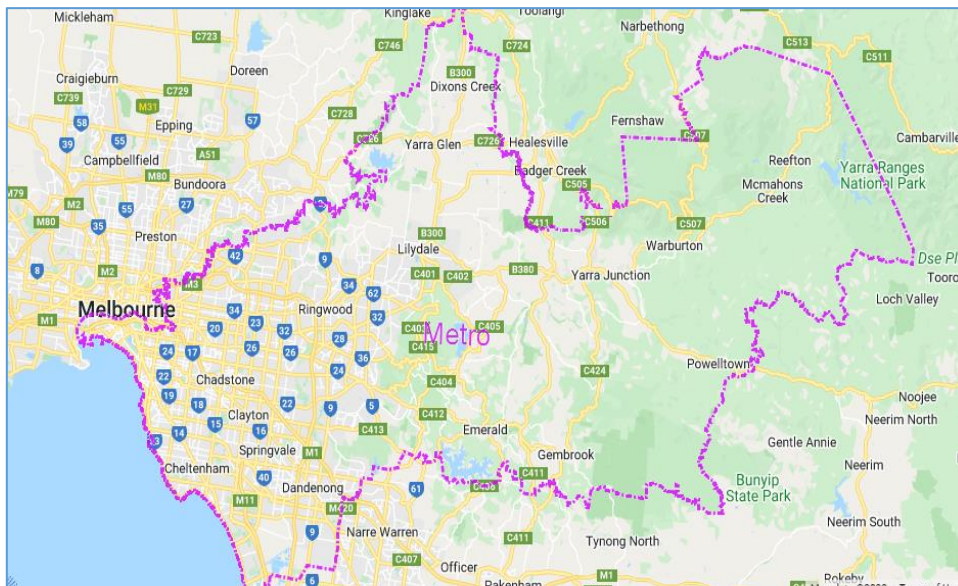 Mickleham
C723
Kinglake
Toolangi
Narbethong
C513
C746
C724
C511
Craigieburn
Doreen
B300
Dixons Creek
C739
C729
M31
C728
Fernshaw
58
Epping
57
55
39
A51
Yarra Glen
C726
Healesville
Cambarville
Campbellfield
M80
Badger Creek
Reefton
Yarra Ranges
National Park
Bundoora
C505
Mcmahons
Creek
M79
M2
M80
55
27
C411
C506
C507
35
Preston
B300
Warburton
42
Lilydale
9
8
M2
C401
C402
B380
Yarra Junction
M3
34
62
Loch Valley
Melbourne
34
Ringwood
32
M1
20
23
32
C403
Metro
C405
26
26
28
C415
24
17
36
Powelltown
24
22
Chadstone
C404
C424
Noojee
19
18
22
9
5
C412
Neerim North
Clayton
15
16
C413
Emerald
14
Springvale
M1
Gentle Annie
Gembrook
Cheltenham
40
C411
Neerim
Bunyip
State Park
Dandenong
61
M11
M420
Narre Warren
Neerim South
9
C411
Tynong North
C407
Officer
6
Pakenham
M1
Rokeby